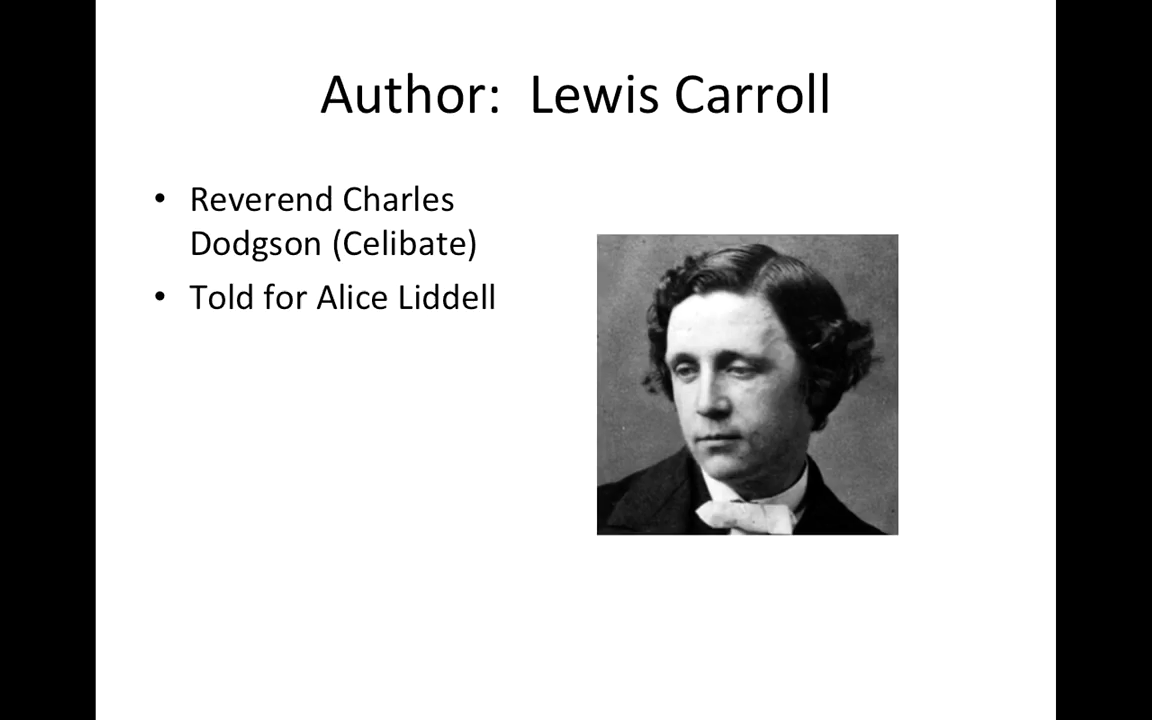 Author:  Lewis Carroll
• Reverend Charles
Dodgson (Celibate)
• Told for Alice Liddell